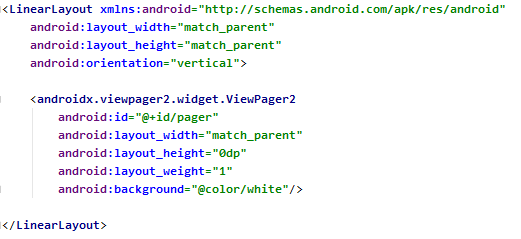 <LinearLayout xmlns:android="http://schemas.android.com/apk/res/android"
    android:layout_width="match_parent"
    android:layout_height="match_parent"
    android:orientation="vertical">

    <androidx.viewpager2.widget.ViewPager2
        android:id="@+id/pager"
        android:layout_width="match_parent"
        android:layout_height="0dp"
        android:layout_weight="1"
        android:background="@color/white"/>

</LinearLayout>